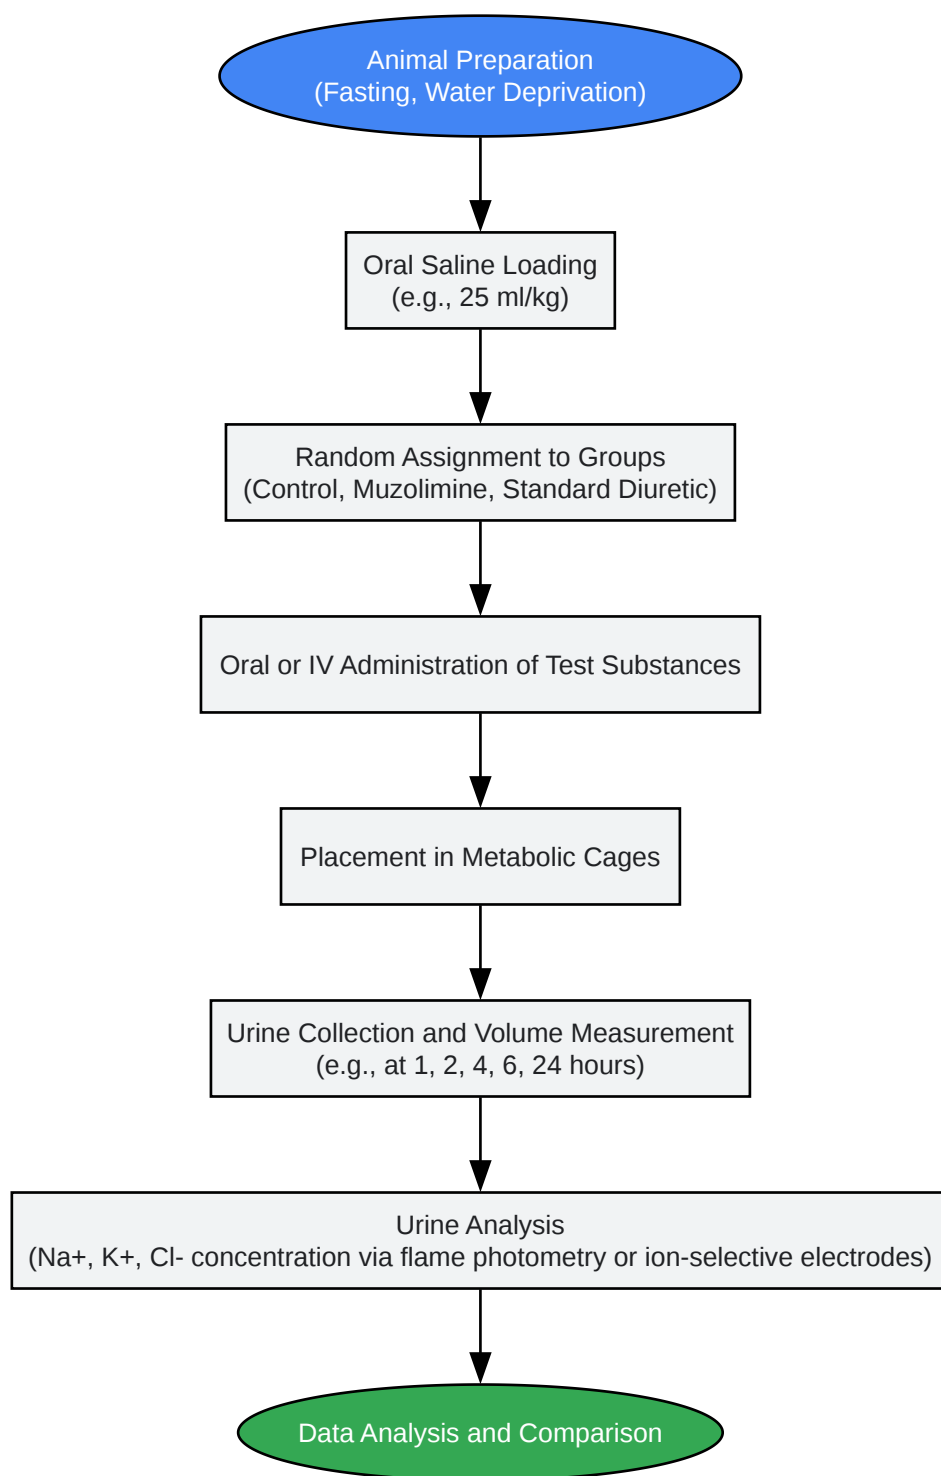 Animal Preparation
(Fasting, Water Deprivation)
Oral Saline Loading
(e.g., 25 ml/kg)
Random Assignment to Groups
(Control, Muzolimine, Standard Diuretic)
Oral or IV Administration of Test Substances
Placement in Metabolic Cages
Urine Collection and Volume Measurement
(e.g., at 1, 2, 4, 6, 24 hours)
Urine Analysis
(Na+, K+, Cl- concentration via flame photometry or ion-selective electrodes)
Data Analysis and Comparison